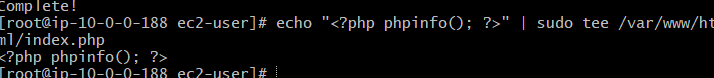 Complete!
[root@ip-10-0-0-188 ec2-user]# echo "<?php phpinfo(); ?>" | sudo tee /var/www/ht
ml/index.php
<?php phpinfo(); ?>
[root@ip-10-0-0-188 ec2-user]#